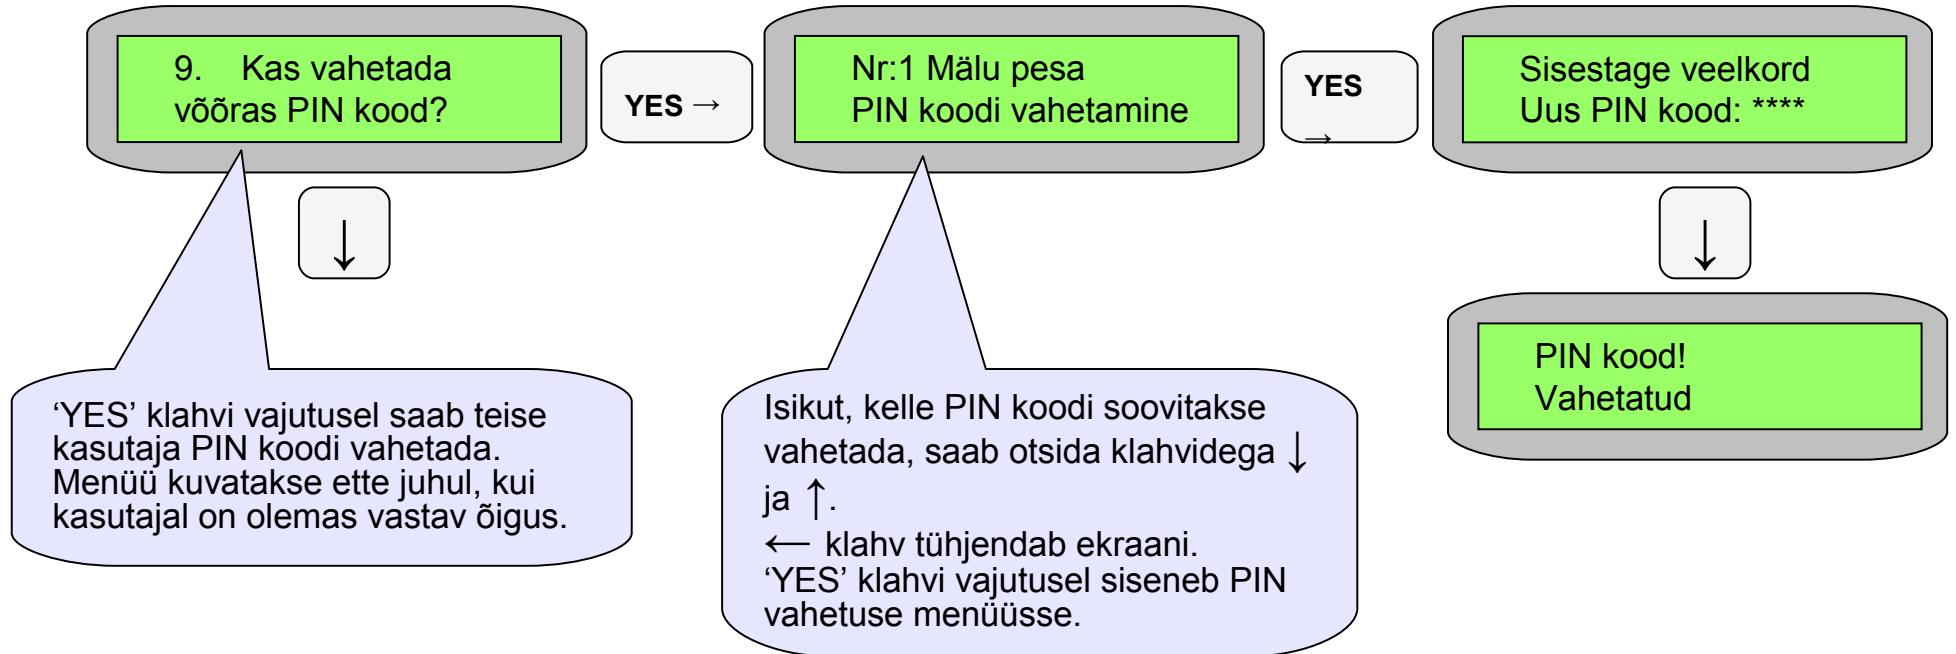 9. Kas vahetada
võõras PIN kood?
YES →
Nr:1 Mälu pesa
PIN koodi vahetamine
YES
→
Sisestage veelkord
Uus PIN kood: ****
↓
↓
PIN kood!
Vahetatud
‘YES’ klahvi vajutusel saab teise
kasutaja PIN koodi vahetada.
Menüü kuvatakse ette juhul, kui
kasutajal on olemas vastav õigus.
Isikut, kelle PIN koodi soovitakse
vahetada, saab otsida klahvidega ↓
ja ↑.
← klahv tühjendab ekraani.
‘YES’ klahvi vajutusel siseneb PIN
vahetuse menüüsse.